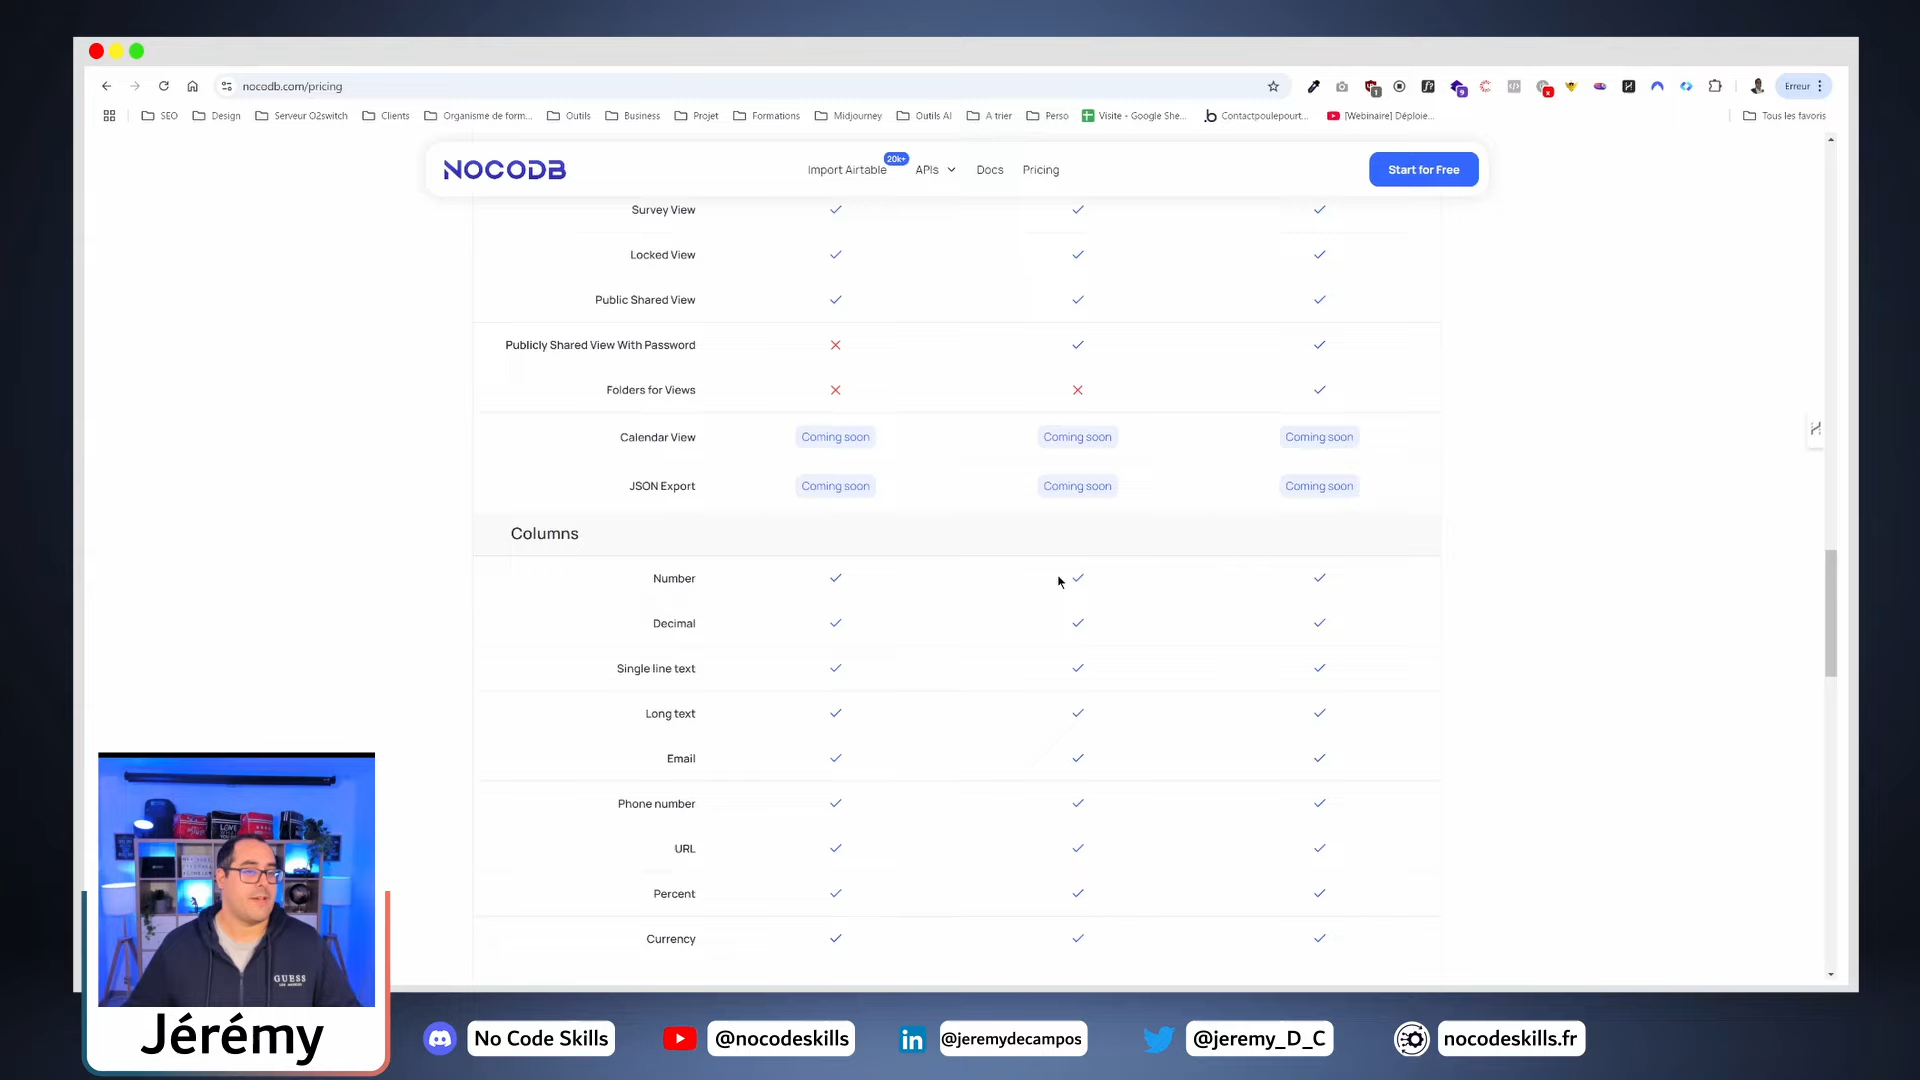 nocodb.com/pricing
Erreur
SEO
Design
Serveur O2switch
Clients
Organisme de form...
Outils
Business
Projet
Formations
Midjourney
Outils AI
A trier
Perso
Visite - Google She...
Contactpoulepourt...
[Webinaire] Déploie...
Tous les favoris
NOCODB
Import Airtable
20k+
APIs
Docs
Pricing
Start for Free
Survey View
Locked View
Public Shared View
Publicly Shared View With Password
Folders for Views
Calendar View
Coming soon
Coming soon
Coming soon
JSON Export
Coming soon
Coming soon
Coming soon
Columns
Number
Decimal
Single line text
Long text
Email
Phone number
URL
Percent
Currency
GUESS
LOS ANGELES
Jérémy
No Code Skills
@nocodeskills
in
@jeremydecampos
@jeremy_D_C
nocodeskills.fr